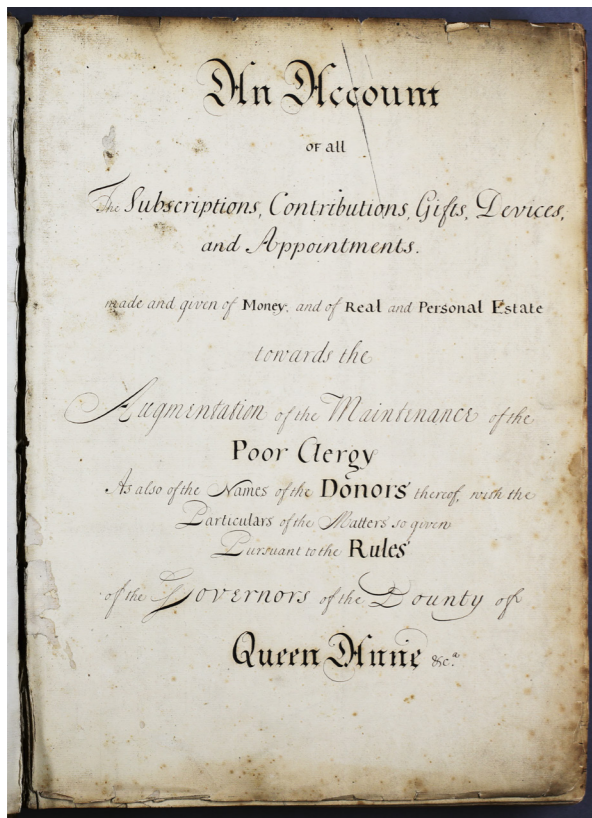 An Account
OF all
The Subscriptions, Contributions, Gifts, Devices,
and Appointments.
made and given of Money, and of Real and Personal Estate
towards the
Augmentation of the Maintenance of the
Poor Clergy
As also of the Names of the Donors thereof, with the
Particulars of the Matters so given
Pursuant to the Rules
of the Governors of the Bounty of
Queen Anne &c.a